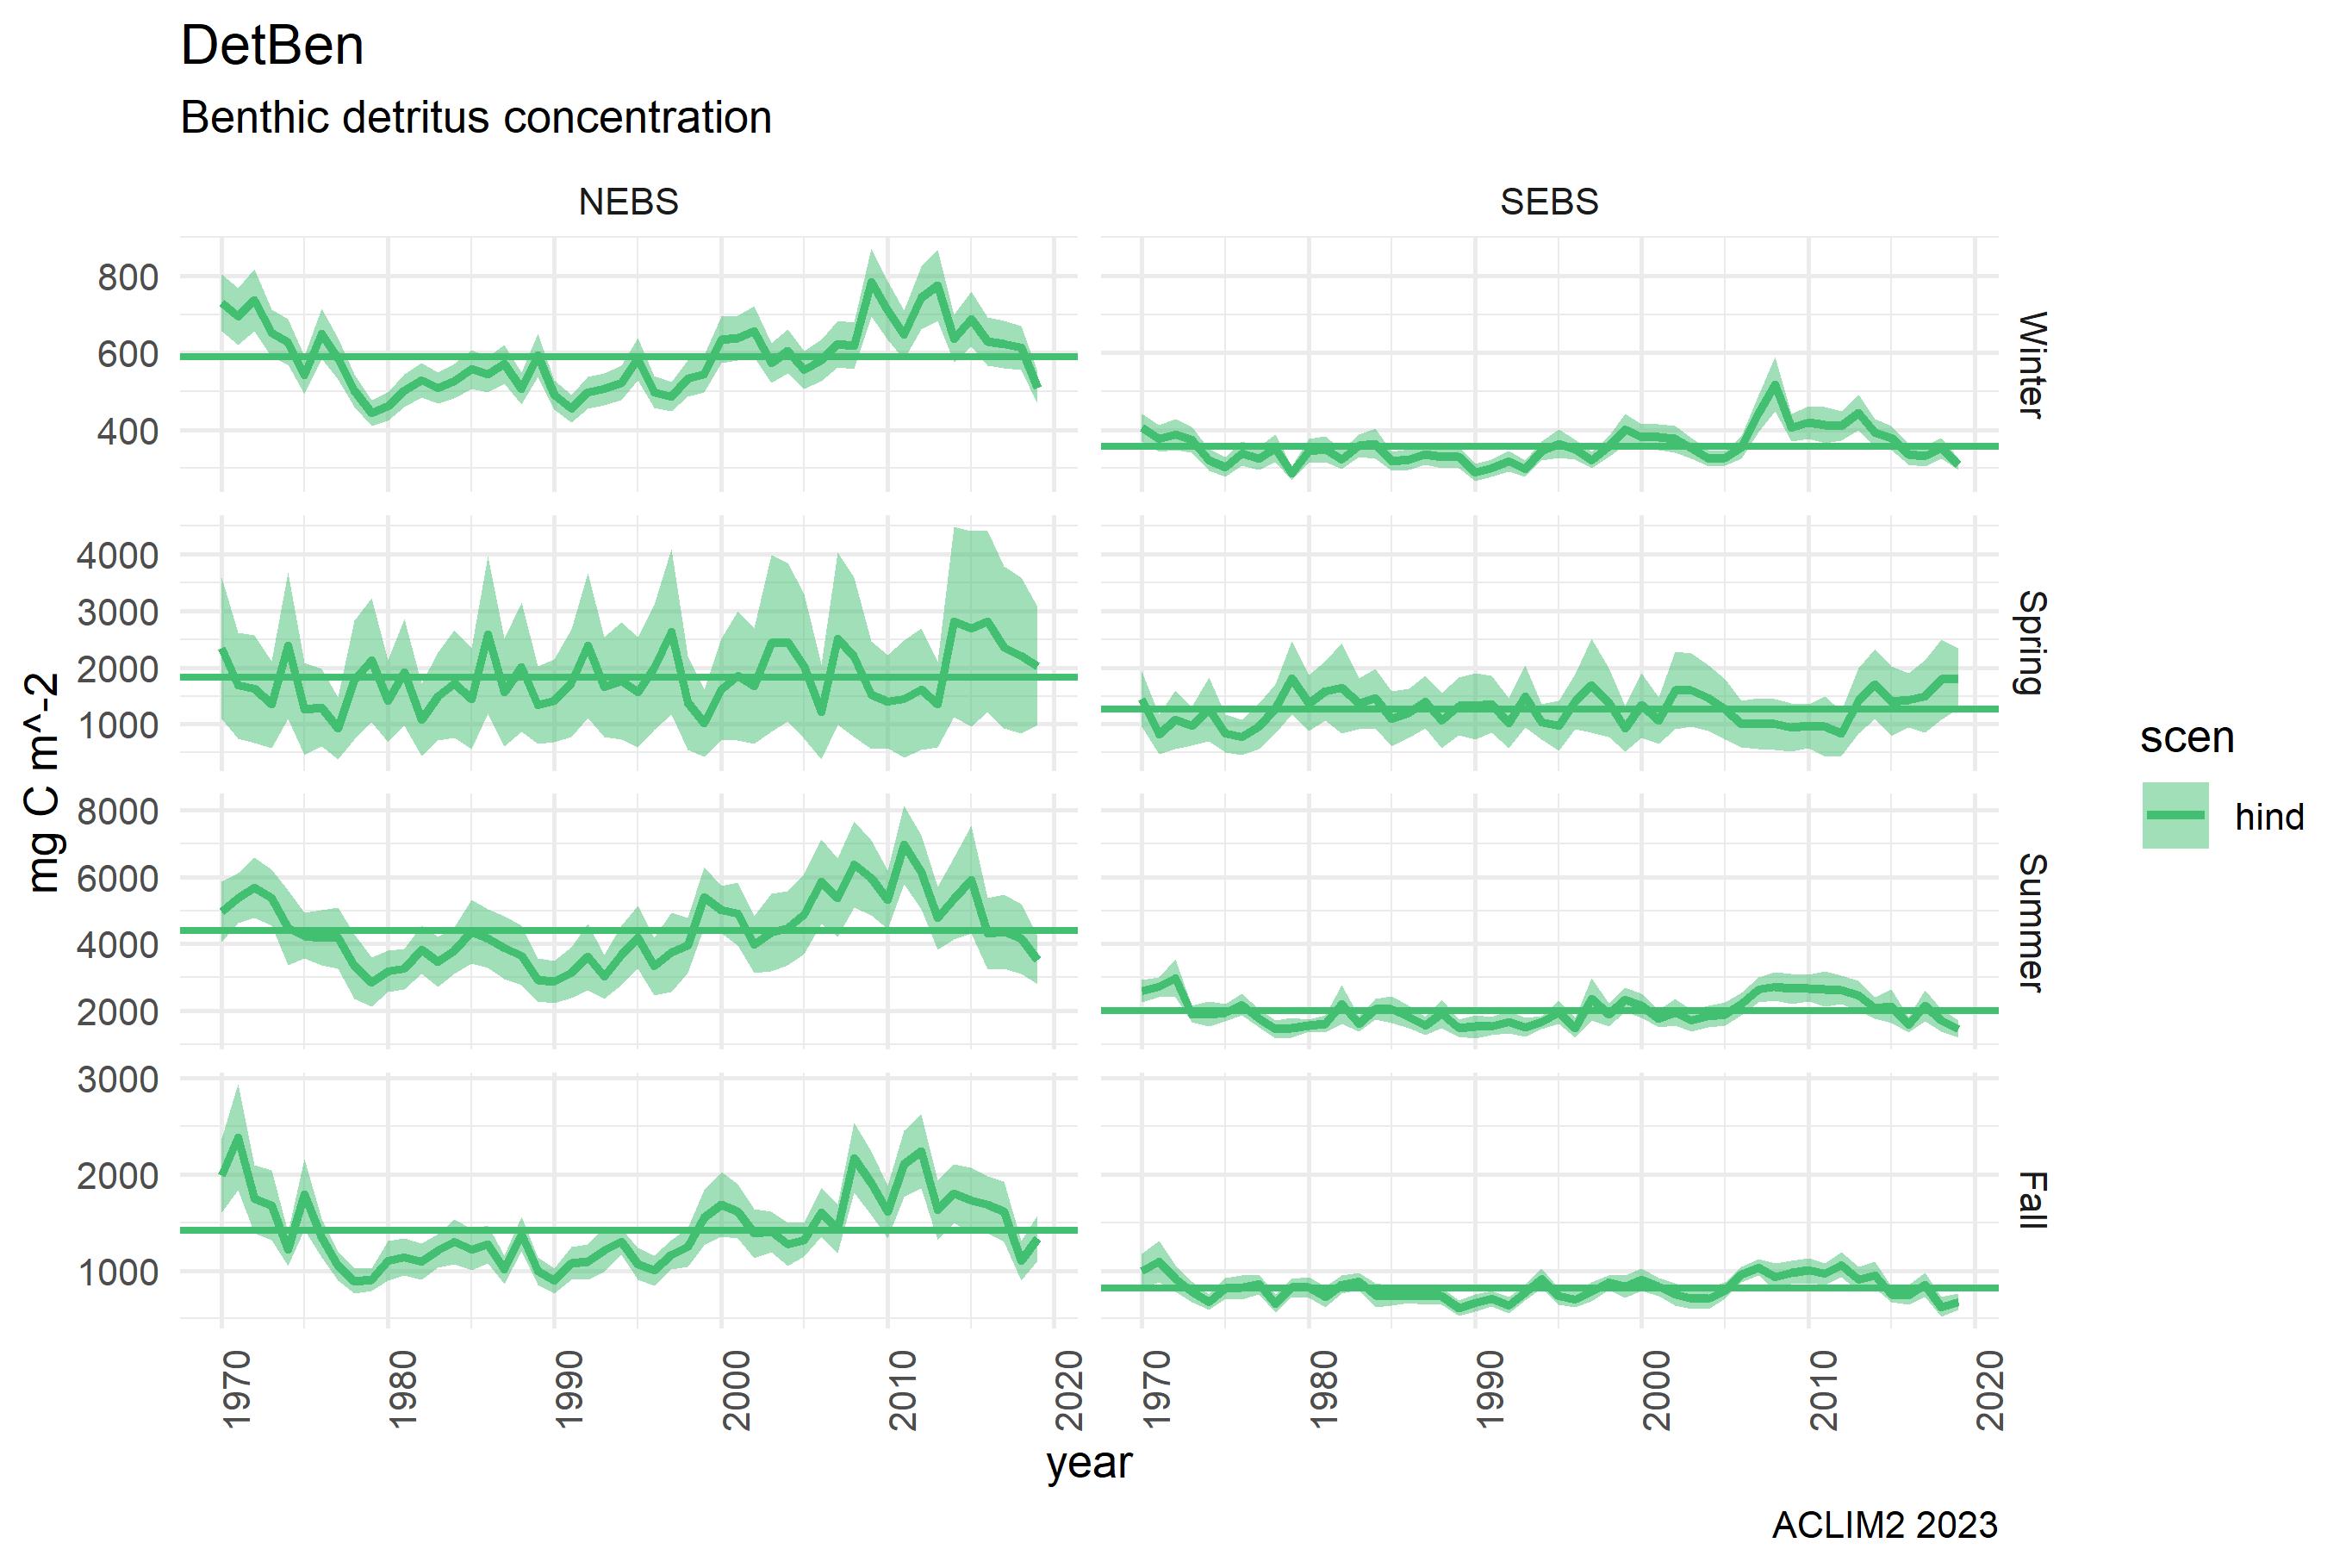 DetBen
Benthic detritus concentration
NEBS
SEBS
800
600
400
Winter
4000
3000
2000
1000
Spring
mg C m^-2
8000
6000
4000
2000
Summer
3000
2000
1000
Fall
1970
1980
1990
2000
2010
2020
1970
1980
1990
2000
2010
2020
year
scen
hind
ACLIM2 2023